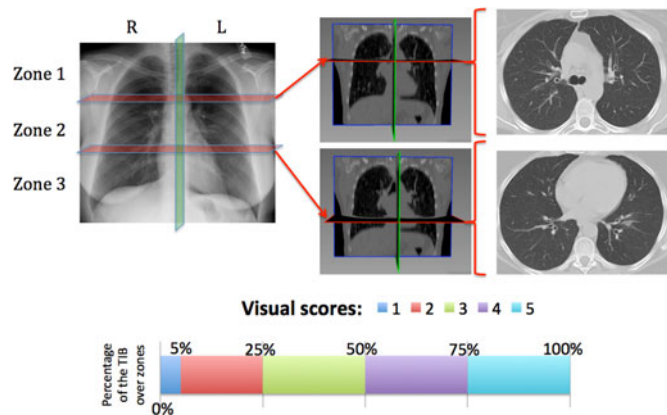 R L
Zone 1
Zone 2
Zone 3
Visual scores: 1 2 3 4 5
Percentage
of the TIB
over zones
5% 25% 50% 75% 100%
0%